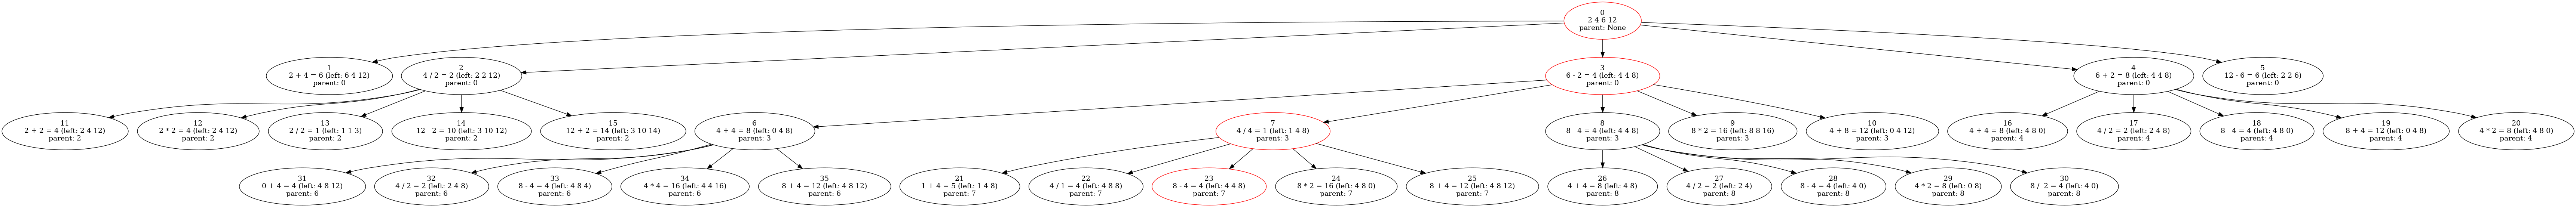 0
2 4 6 12
parent: None
1
2 + 4 = 6 (left: 6 4 12)
parent: 0
2
4 / 2 = 2 (left: 2 2 12)
parent: 0
3
6 - 2 = 4 (left: 4 4 8)
parent: 0
4
6 + 2 = 8 (left: 4 4 8)
parent: 0
5
12 - 6 = 6 (left: 2 2 6)
parent: 0
11
2 + 2 = 4 (left: 2 4 12)
parent: 2
12
2 * 2 = 4 (left: 2 4 12)
parent: 2
13
2 / 2 = 1 (left: 1 1 3)
parent: 2
14
12 - 2 = 10 (left: 3 10 12)
parent: 2
15
12 + 2 = 14 (left: 3 10 14)
parent: 2
6
4 + 4 = 8 (left: 0 4 8)
parent: 3
7
4 / 4 = 1 (left: 1 4 8)
parent: 3
8
8 - 4 = 4 (left: 4 4 8)
parent: 3
9
8 * 2 = 16 (left: 8 8 16)
parent: 3
10
4 + 8 = 12 (left: 0 4 12)
parent: 3
16
4 + 4 = 8 (left: 4 8 0)
parent: 4
17
4 / 2 = 2 (left: 2 4 8)
parent: 4
18
8 - 4 = 4 (left: 4 8 0)
parent: 4
19
8 + 4 = 12 (left: 0 4 8)
parent: 4
20
4 * 2 = 8 (left: 4 8 0)
parent: 4
31
0 + 4 = 4 (left: 4 8 12)
parent: 6
32
4 / 2 = 2 (left: 2 4 8)
parent: 6
33
8 - 4 = 4 (left: 4 8 4)
parent: 6
34
4 * 4 = 16 (left: 4 4 16)
parent: 6
35
8 + 4 = 12 (left: 4 8 12)
parent: 6
21
1 + 4 = 5 (left: 1 4 8)
parent: 7
22
4 / 1 = 4 (left: 4 8 8)
parent: 7
23
8 - 4 = 4 (left: 4 4 8)
parent: 7
24
8 * 2 = 16 (left: 4 8 0)
parent: 7
25
8 + 4 = 12 (left: 4 8 12)
parent: 7
26
4 + 4 = 8 (left: 4 8)
parent: 8
27
4 / 2 = 2 (left: 2 4)
parent: 8
28
8 - 4 = 4 (left: 4 0)
parent: 8
29
4 * 2 = 8 (left: 0 8)
parent: 8
30
8 /  2 = 4 (left: 4 0)
parent: 8